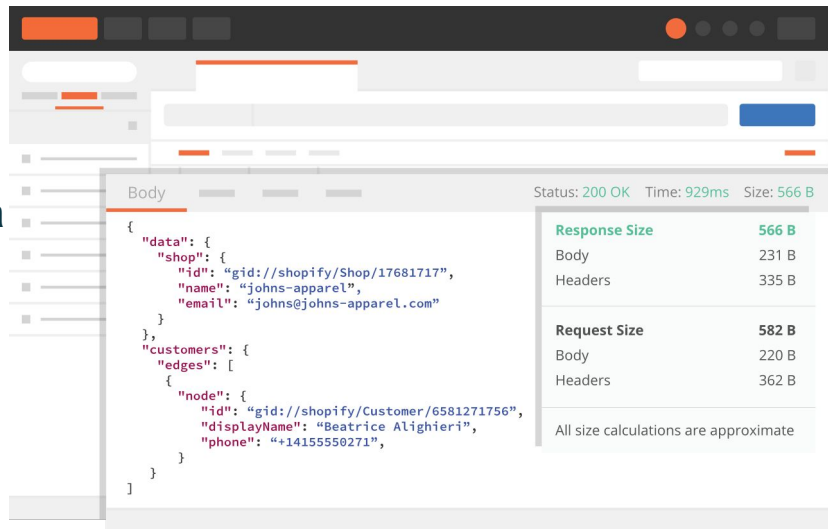 Body
Status: 200 OK Time: 929ms Size: 566 B
{
"data": {
"shop": {
"id": “gid://shopify/Shop/17681717”,
"name": “johns-apparel”,
"email": “johns@johns-apparel.com”
}
},
"customers": {
"edges": [
{
"node": {
"id": “gid://shopify/Customer/6581271756”,
"displayName": “Beatrice Alighieri”,
"phone": “+14155550271”,
}
}
]
Response Size 566 B
Body 231 B
Headers 335 B
Request Size 582 B
Body 220 B
Headers 362 B
All size calculations are approximate